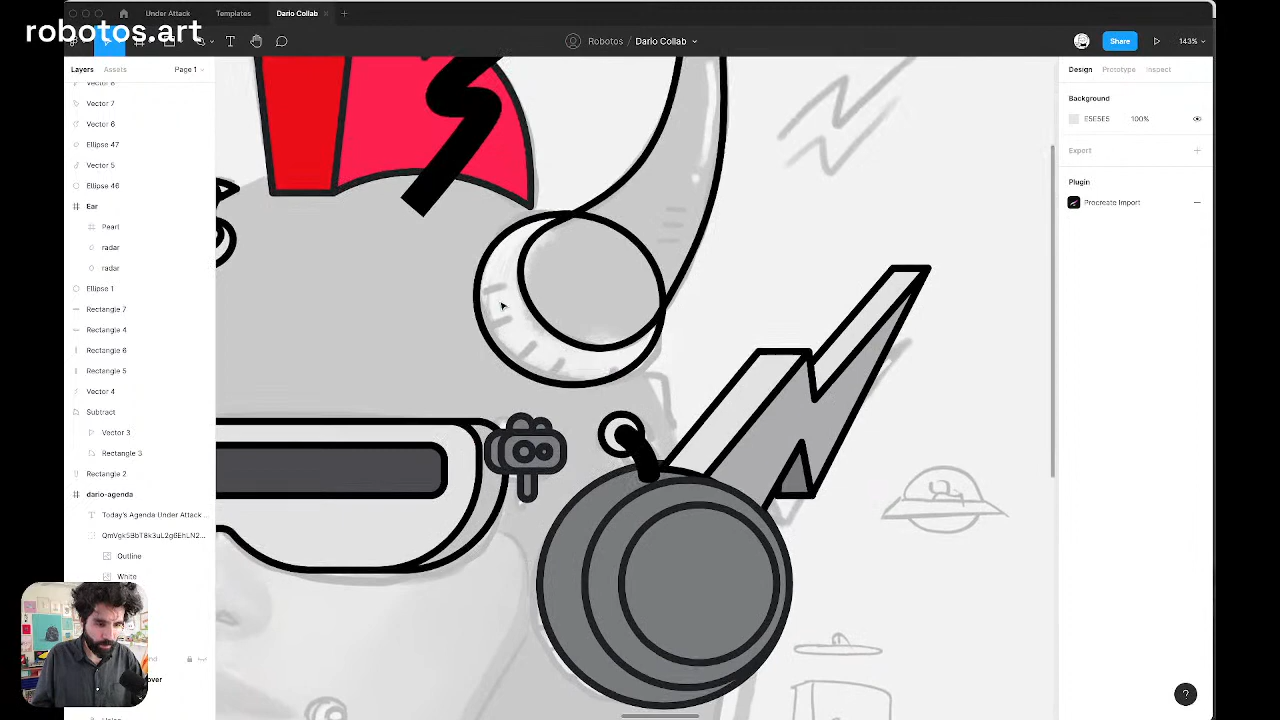 robotos.art
Under Attack
Templates
Dario Collab
Robotos / Dario Collab
Share
143%
Layers
Assets
Page 1
Vector 8
Vector 7
Vector 6
Ellipse 47
Vector 5
Ellipse 46
Ear
Pearl
radar
radar
Ellipse 1
Rectangle 7
Rectangle 4
Rectangle 6
Rectangle 5
Vector 4
Subtract
Vector 3
Rectangle 3
Rectangle 2
dario-agenda
Today's Agenda Under Attack ...
Outline
White
Design
Prototype
Inspect
Background
E5E5E5
100%
Export
Plugin
Procreate Import
?